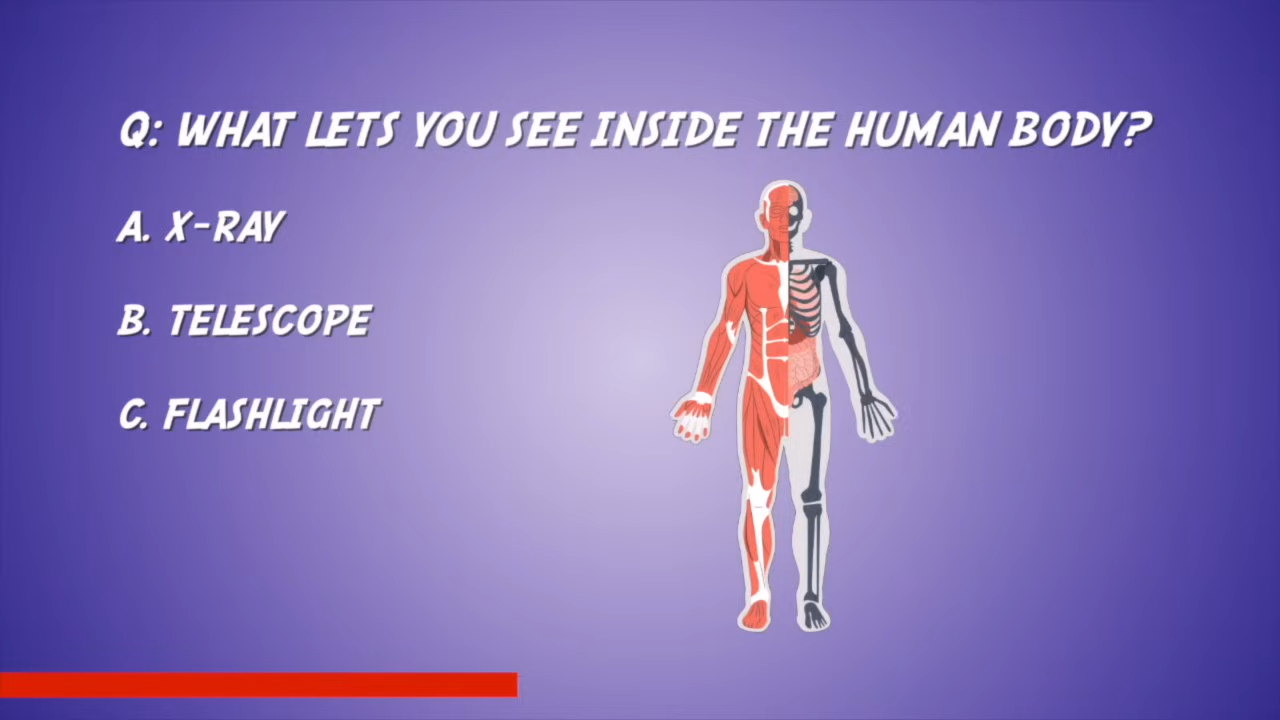 Q: WHAT LETS YOU SEE INSIDE THE HUMAN BODY?
A. X-RAY
B. TELESCOPE
C. FLASHLIGHT